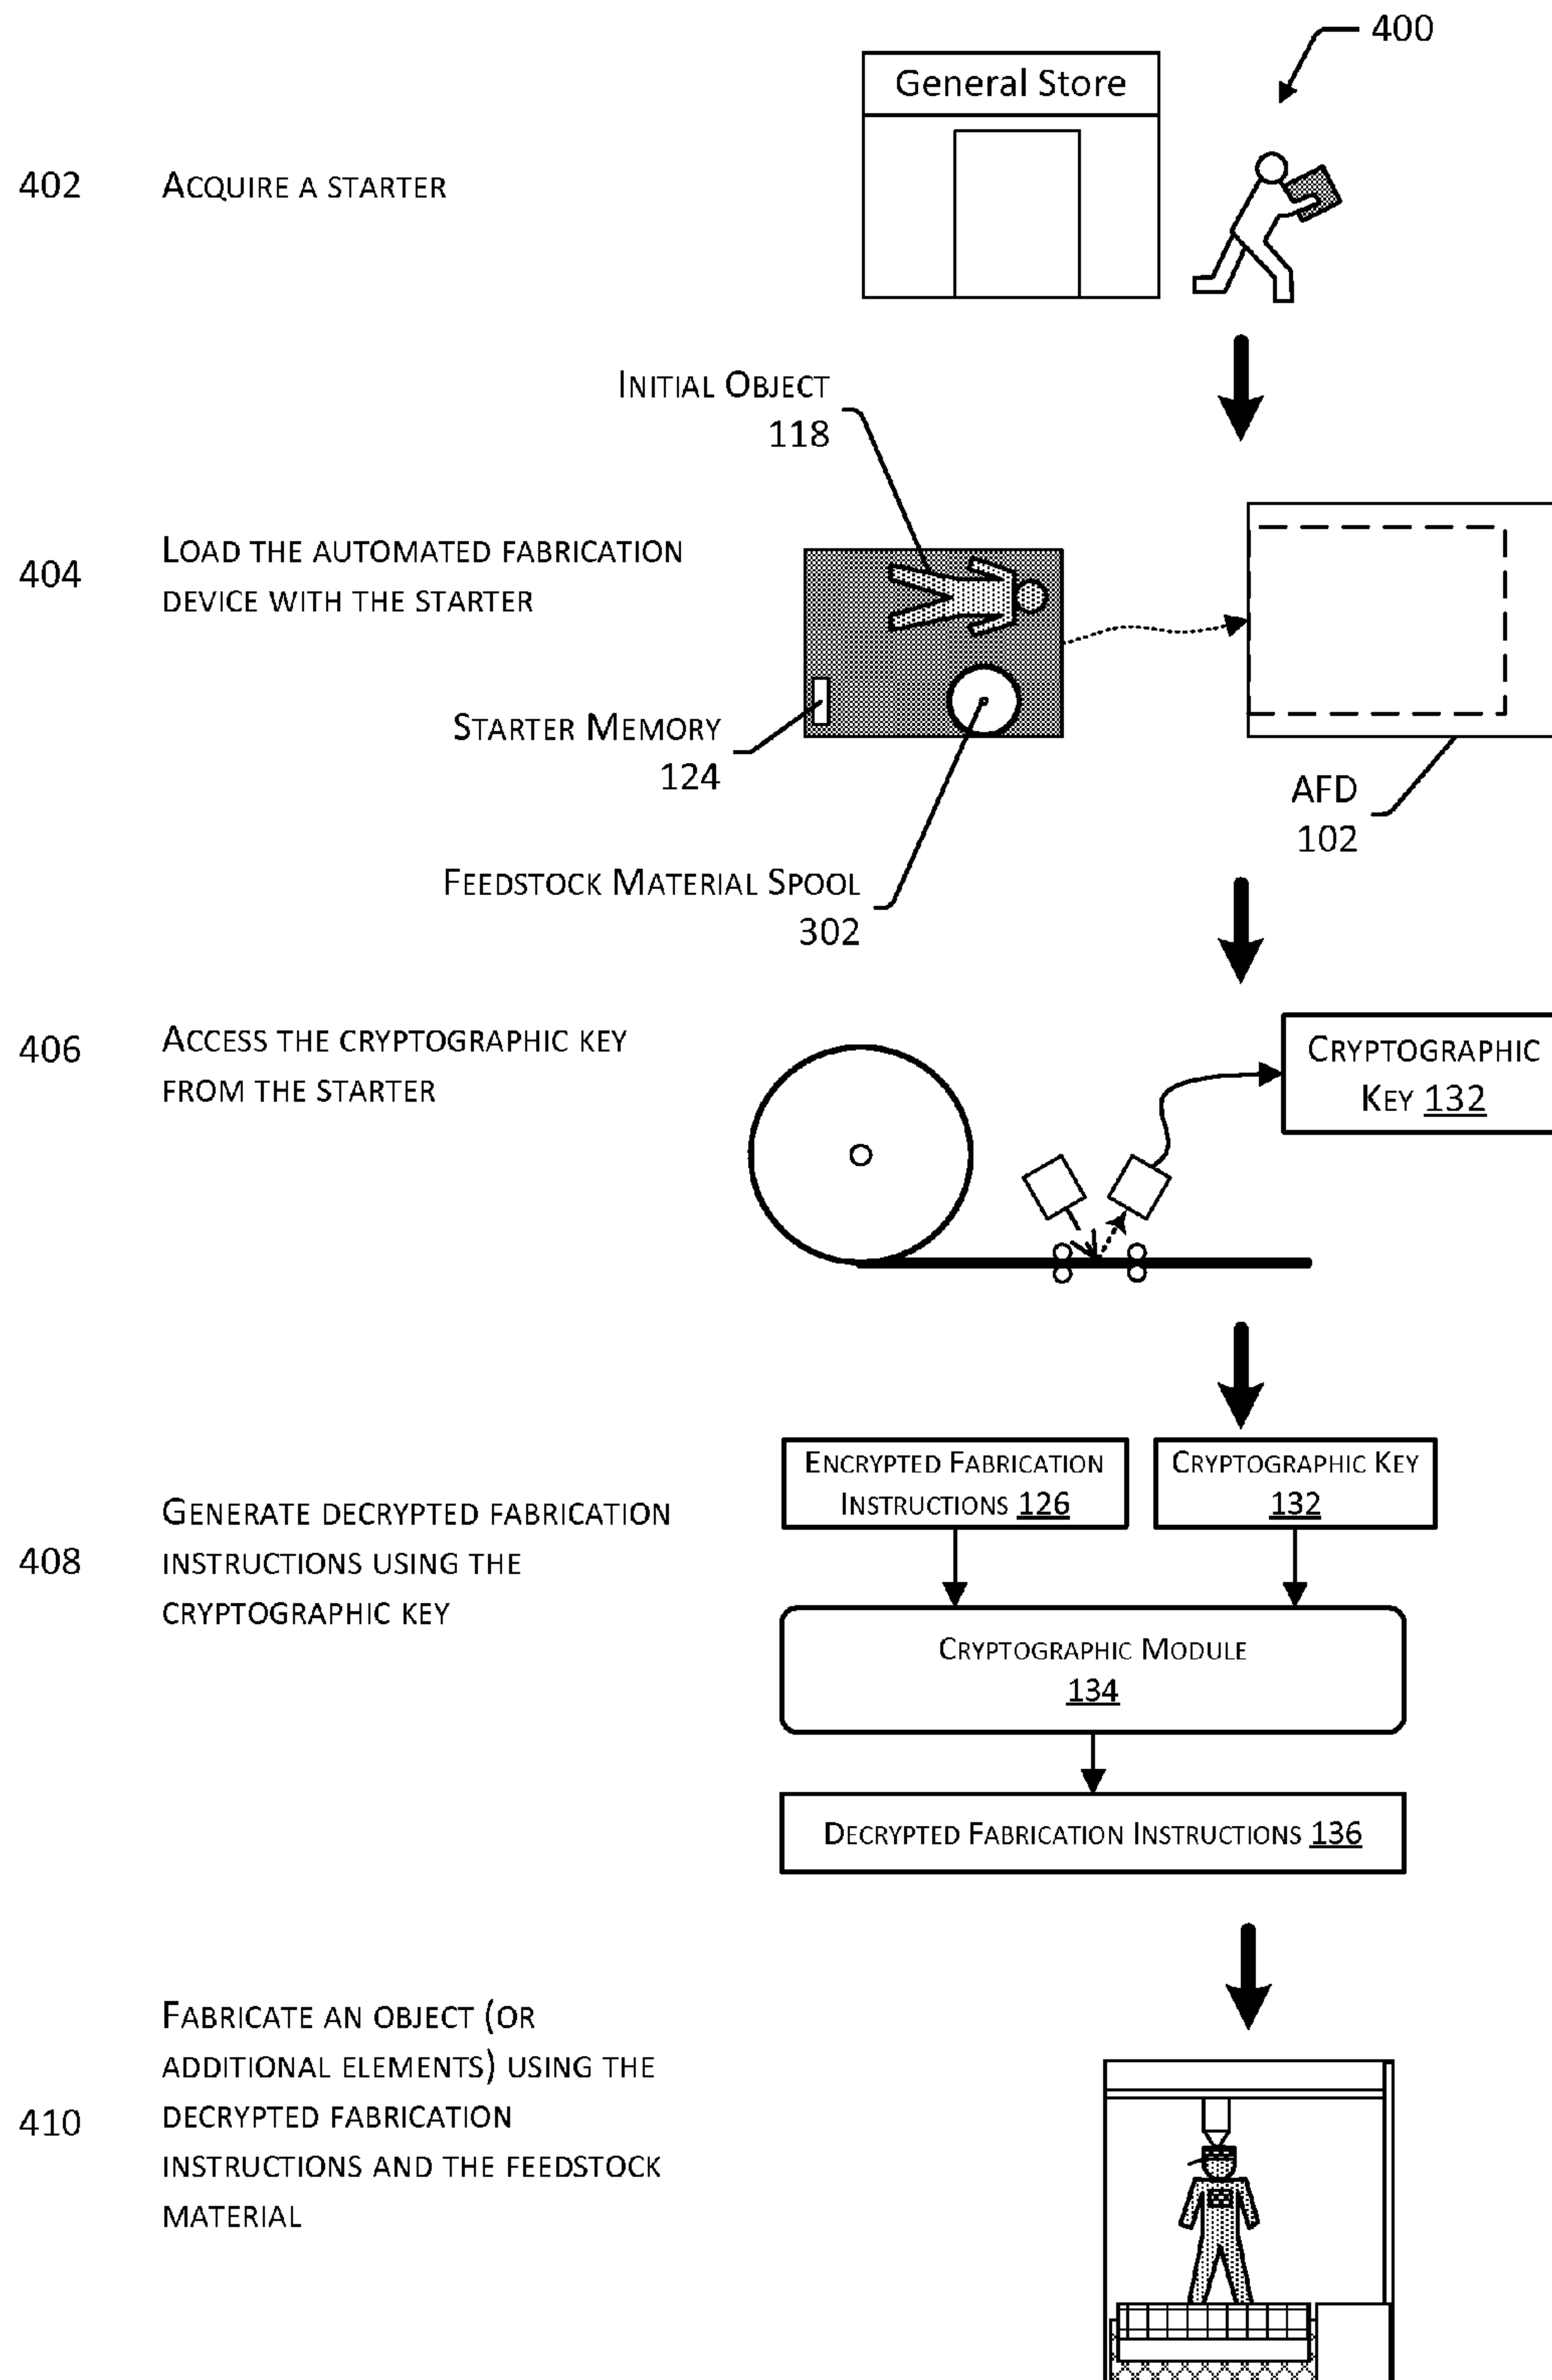 400
General Store
402
ACQUIRE A STARTER
INITIAL OBJECT
118
404
LOAD THE AUTOMATED FABRICATION
DEVICE WITH THE STARTER
STARTER MEMORY
124
AFD
102
FEEDSTOCK MATERIAL SPOOL
302
406
ACCESS THE CRYPTOGRAPHIC KEY
FROM THE STARTER
CRYPTOGRAPHIC
KEY 132
408
GENERATE DECRYPTED FABRICATION
INSTRUCTIONS USING THE
CRYPTOGRAPHIC KEY
ENCRYPTED FABRICATION
INSTRUCTIONS 126
CRYPTOGRAPHIC KEY
132
CRYPTOGRAPHIC MODULE
134
DECRYPTED FABRICATION INSTRUCTIONS 136
410
FABRICATE AN OBJECT (OR
ADDITIONAL ELEMENTS) USING THE
DECRYPTED FABRICATION
INSTRUCTIONS AND THE FEEDSTOCK
MATERIAL